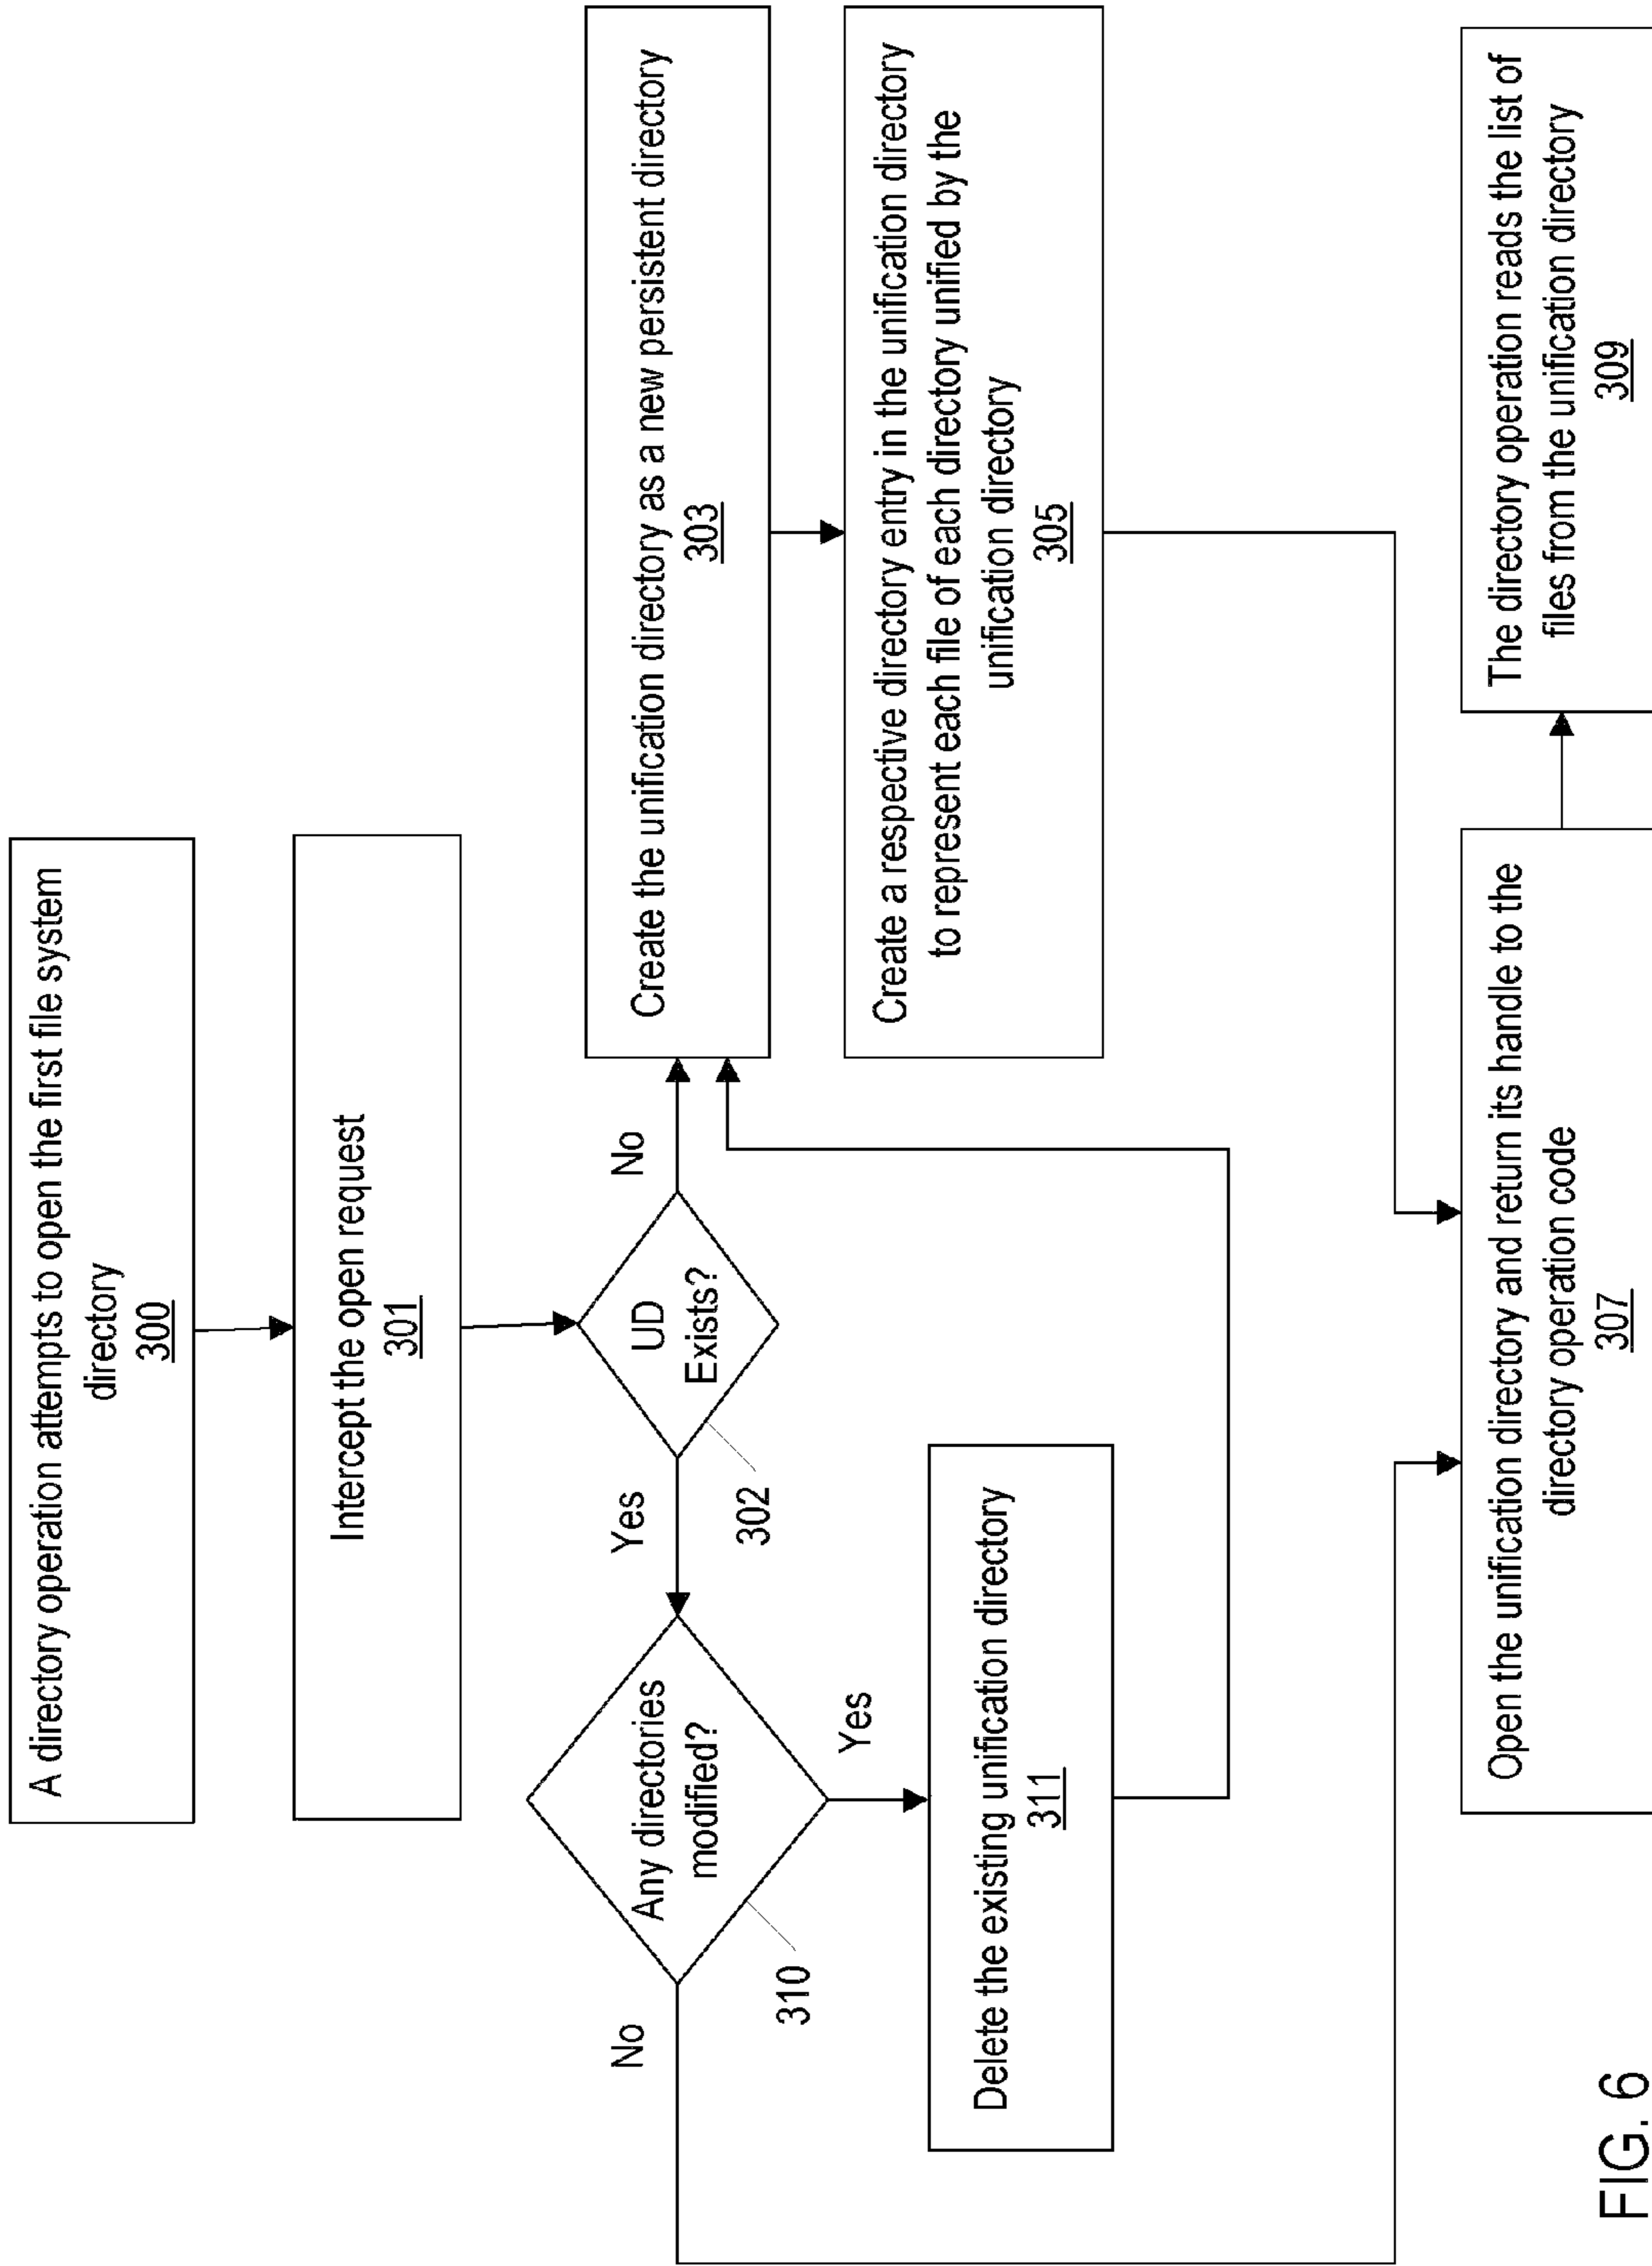 A directory operation attempts to open the first file system
directory
300
Intercept the open request
301
UD
Exists?
302
No
Yes
Create the unification directory as a new persistent directory
303
Create a respective directory entry in the unification directory
to represent each file of each directory unified by the
unification directory
305
Any directories
modified?
310
No
Yes
Delete the existing unification directory
311
Open the unification directory and return its handle to the
directory operation code
307
The directory operation reads the list of
files from the unification directory
309
FIG. 6